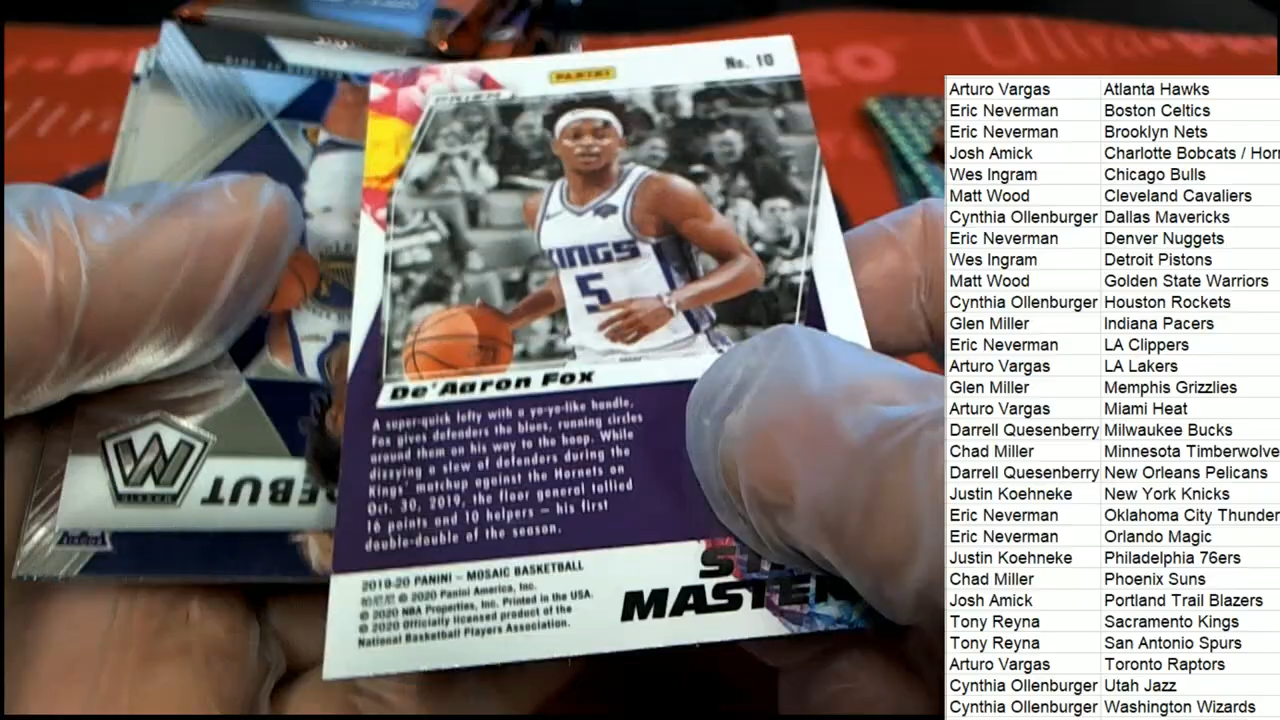 No. 10
PANINI
KINGS
5
De'Aaron Fox
A super-quick lefty with a yo-yo-like handle,
Fox gives defenders the blues, running circles
around them on his way to the hoop. While
dizzying a slew of defenders during the
Kings' matchup against the Hornets on
Oct. 30, 2019, the floor general tallied
16 points and 10 helpers – his first
double-double of the season.
2019-20 PANINI – MOSAIC BASKETBALL
© 2020 Panini America, Inc.
© 2020 NBA Properties, Inc. Printed in the USA.
© 2020 Officially licensed product of the
National Basketball Players Association.
MASTER
EBUT
Arturo Vargas Atlanta Hawks
Eric Neverman Boston Celtics
Eric Neverman Brooklyn Nets
Josh Amick Charlotte Bobcats / Horn
Wes Ingram Chicago Bulls
Matt Wood Cleveland Cavaliers
Cynthia Ollenburger Dallas Mavericks
Eric Neverman Denver Nuggets
Wes Ingram Detroit Pistons
Matt Wood Golden State Warriors
Cynthia Ollenburger Houston Rockets
Glen Miller Indiana Pacers
Eric Neverman LA Clippers
Arturo Vargas LA Lakers
Glen Miller Memphis Grizzlies
Arturo Vargas Miami Heat
Darrell Quesenberry Milwaukee Bucks
Chad Miller Minnesota Timberwolve
Darrell Quesenberry New Orleans Pelicans
Justin Koehneke New York Knicks
Eric Neverman Oklahoma City Thunder
Eric Neverman Orlando Magic
Justin Koehneke Philadelphia 76ers
Chad Miller Phoenix Suns
Josh Amick Portland Trail Blazers
Tony Reyna Sacramento Kings
Tony Reyna San Antonio Spurs
Arturo Vargas Toronto Raptors
Cynthia Ollenburger Utah Jazz
Cynthia Ollenburger Washington Wizards